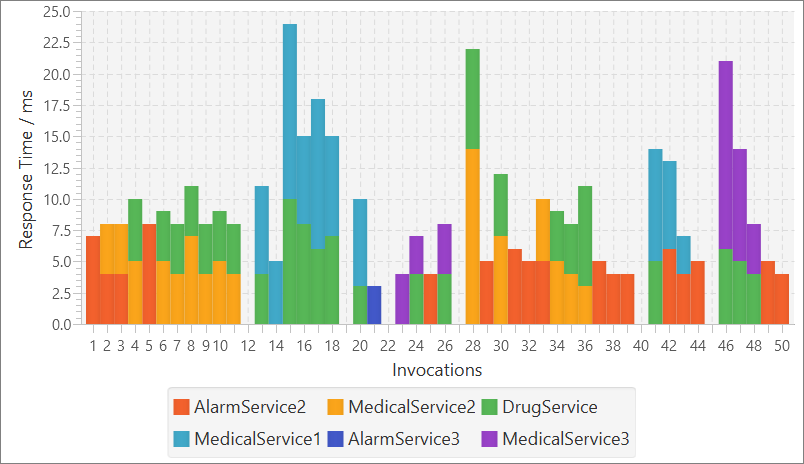 25.0
22.5
20.0
17.5
15.0
12.5
10.0
7.5
5.0
2.5
0.0
Response Time / ms
1 2 3 4 5 6 7 8 9 10 12 14 16 18 20 22 24 26 28 30 32 34 36 38 40 42 44 46 48 50
Invocations
AlarmService2 MedicalService2 DrugService
MedicalService1 AlarmService3 MedicalService3